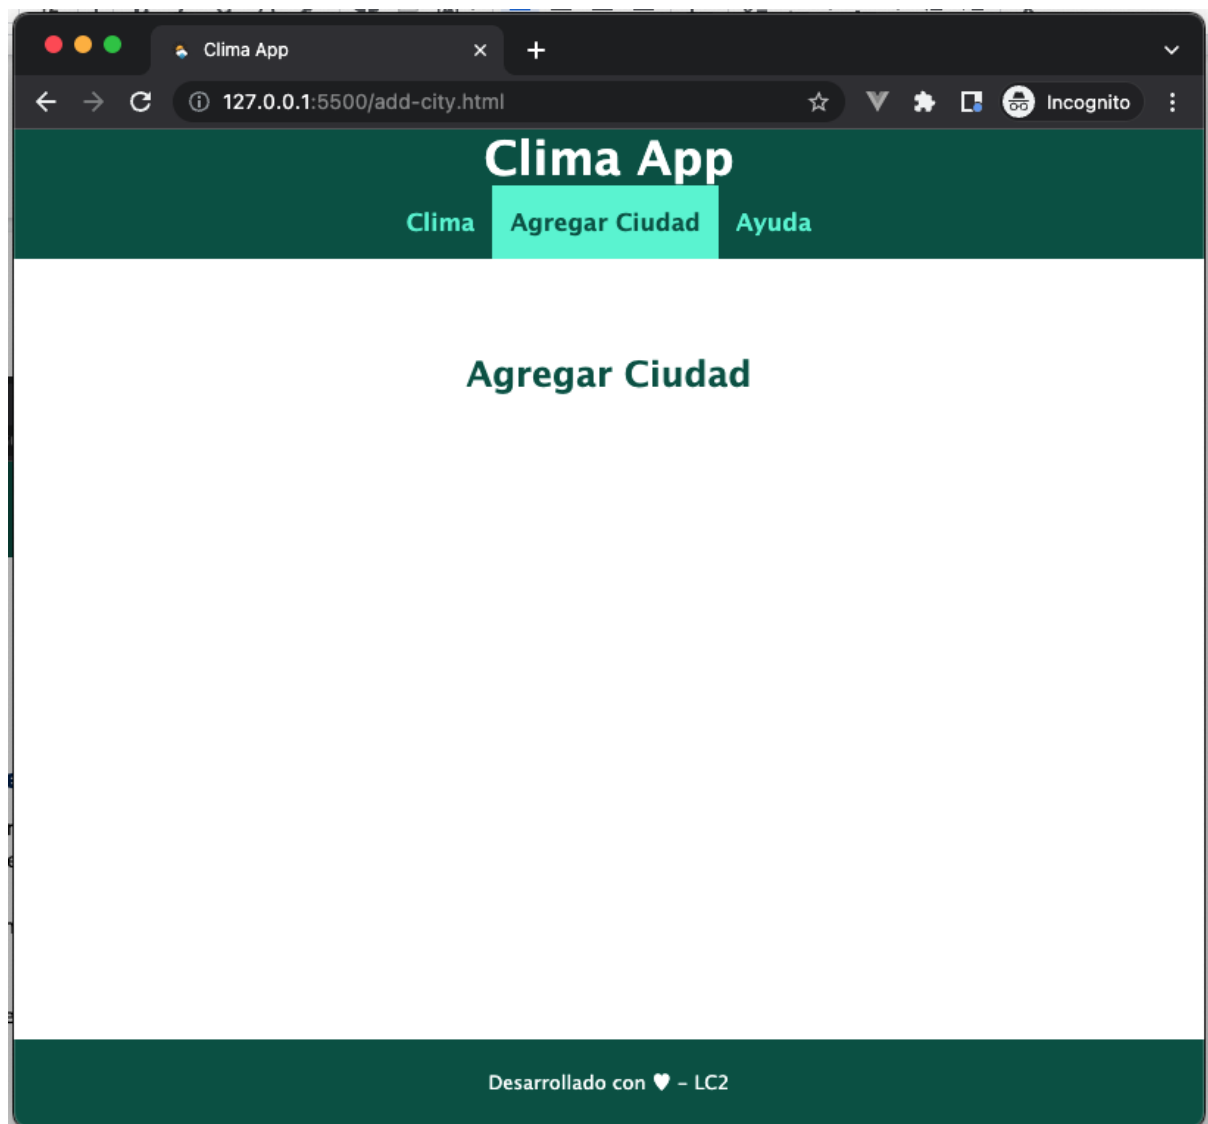 Clima App
127.0.0.1:5500/add-city.html
Incognito
Clima App
Clima Agregar Ciudad Ayuda
Agregar Ciudad
Desarrollado con ♥ – LC2